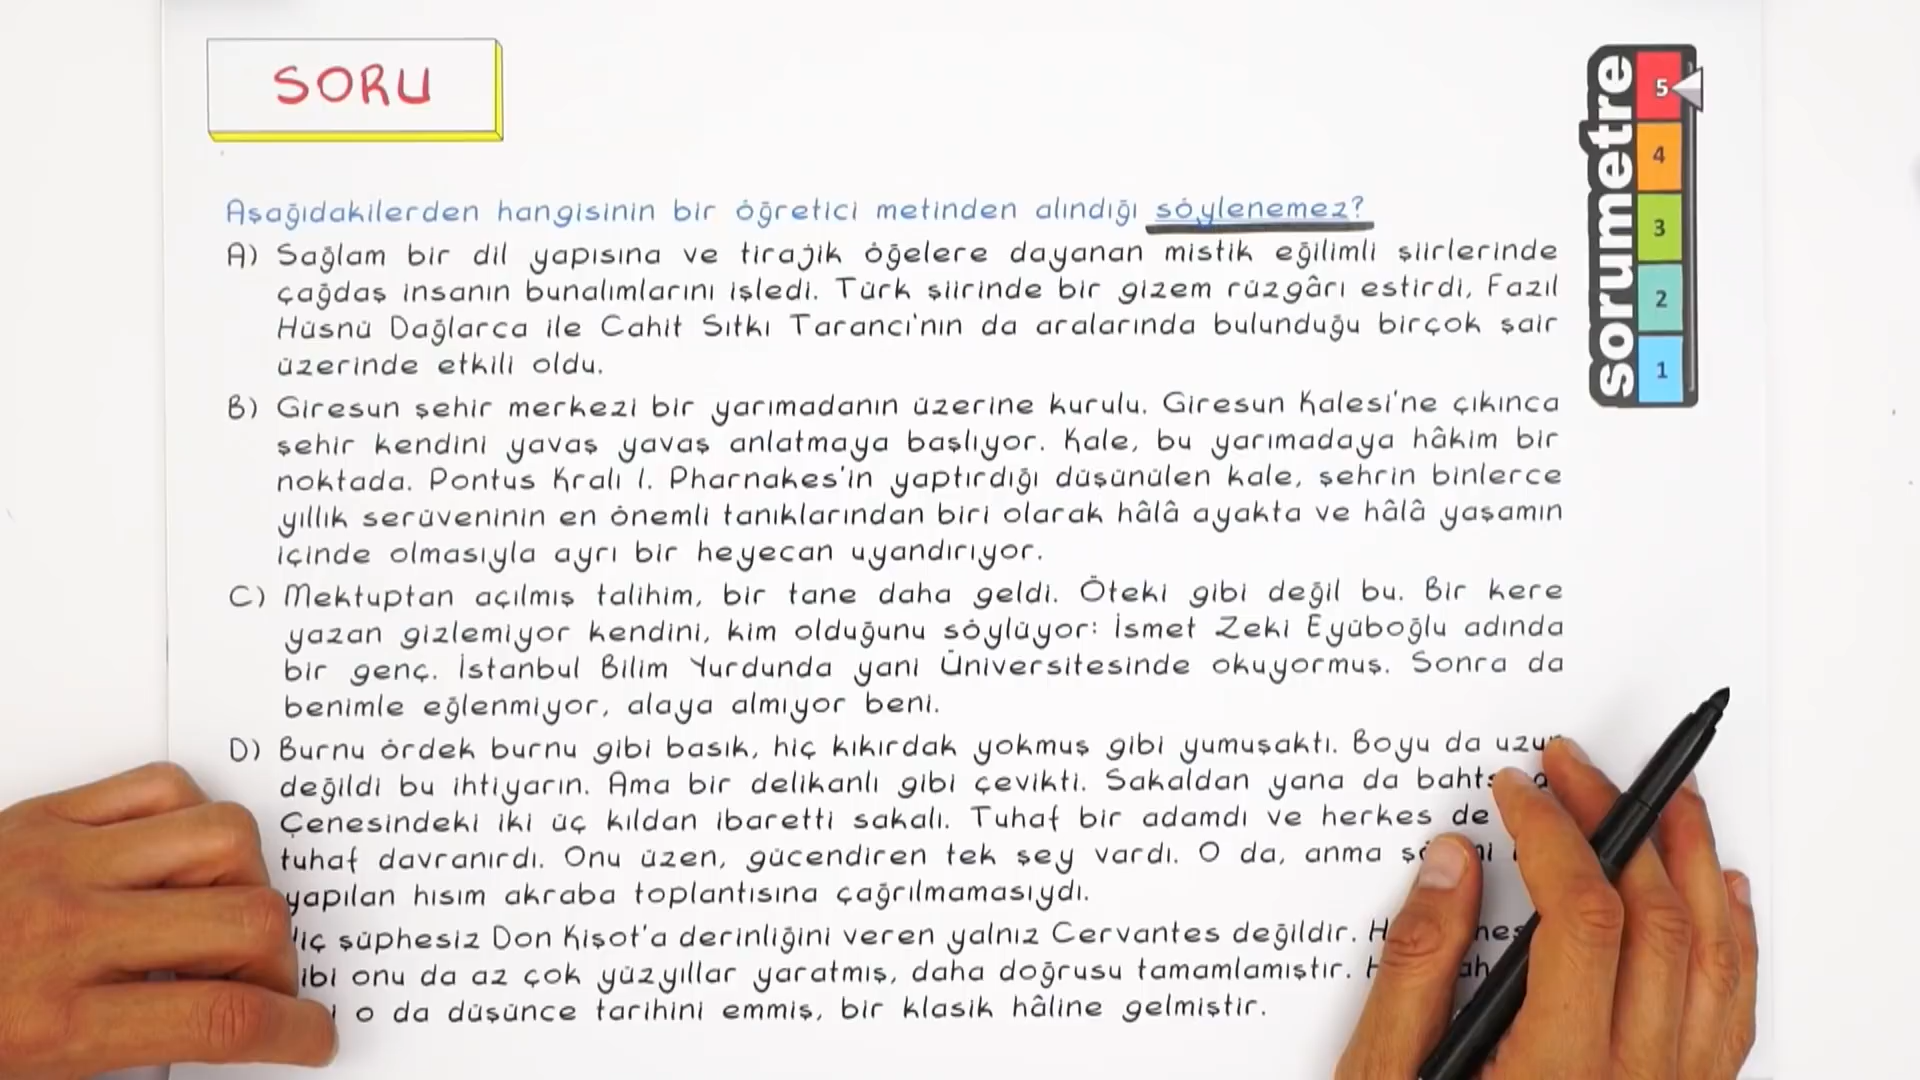 SORU
sorumetre
5
4
3
2
1
Aşağıdakilerden hangisinin bir öğretici metinden alındığı söylenemez?
A) Sağlam bir dil yapısına ve tirajik öğelere dayanan mistik eğilimli şiirlerinde
çağdaş insanın bunalımlarını işledi. Türk şiirinde bir gizem rüzgârı estirdi, Fazıl
Hüsnü Dağlarca ile Cahit Sıtkı Tarancı'nın da aralarında bulunduğu birçok şair
üzerinde etkili oldu.
B) Giresun şehir merkezi bir yarımadanın üzerine kurulu. Giresun Kalesi'ne çıkınca
şehir kendini yavaş yavaş anlatmaya başlıyor. Kale, bu yarımadaya hâkim bir
noktada. Pontus Kralı I. Pharnakes'in yaptırdığı düşünülen kale, şehrin binlerce
yıllık serüveninin en önemli tanıklarından biri olarak hâlâ ayakta ve hâlâ yaşamın
içinde olmasıyla ayrı bir heyecan uyandırıyor.
C) Mektuptan açılmış talihim, bir tane daha geldi. Öteki gibi değil bu. Bir kere
yazan gizlemiyor kendini, kim olduğunu söylüyor: İsmet Zeki Eyüboğlu adında
bir genç. İstanbul Bilim Yurdunda yani Üniversitesinde okuyormuş. Sonra da
benimle eğlenmiyor, alaya almıyor beni.
D) Burnu ördek burnu gibi basık, hiç kıkırdak yokmuş gibi yumuşaktı. Boyu da
değildi bu ihtiyarın. Ama bir delikanlı gibi çevikti. Sakaldan yana da
Çenesindeki iki üç kıldan ibaretti sakalı. Tuhaf bir adamdı ve herkes de
tuhaf davranırdı. Onu üzen, gücendiren tek şey vardı. O da, anma
yapılan hısım akraba toplantısına çağrılmamasıydı.
şüphesiz Don Kişot'a derinliğini veren yalnız Cervantes değildir.
onu da az çok yüzyıllar yaratmış, daha doğrusu tamamlamıştır.
o da düşünce tarihini emmiş, bir klasik hâline gelmiştir.